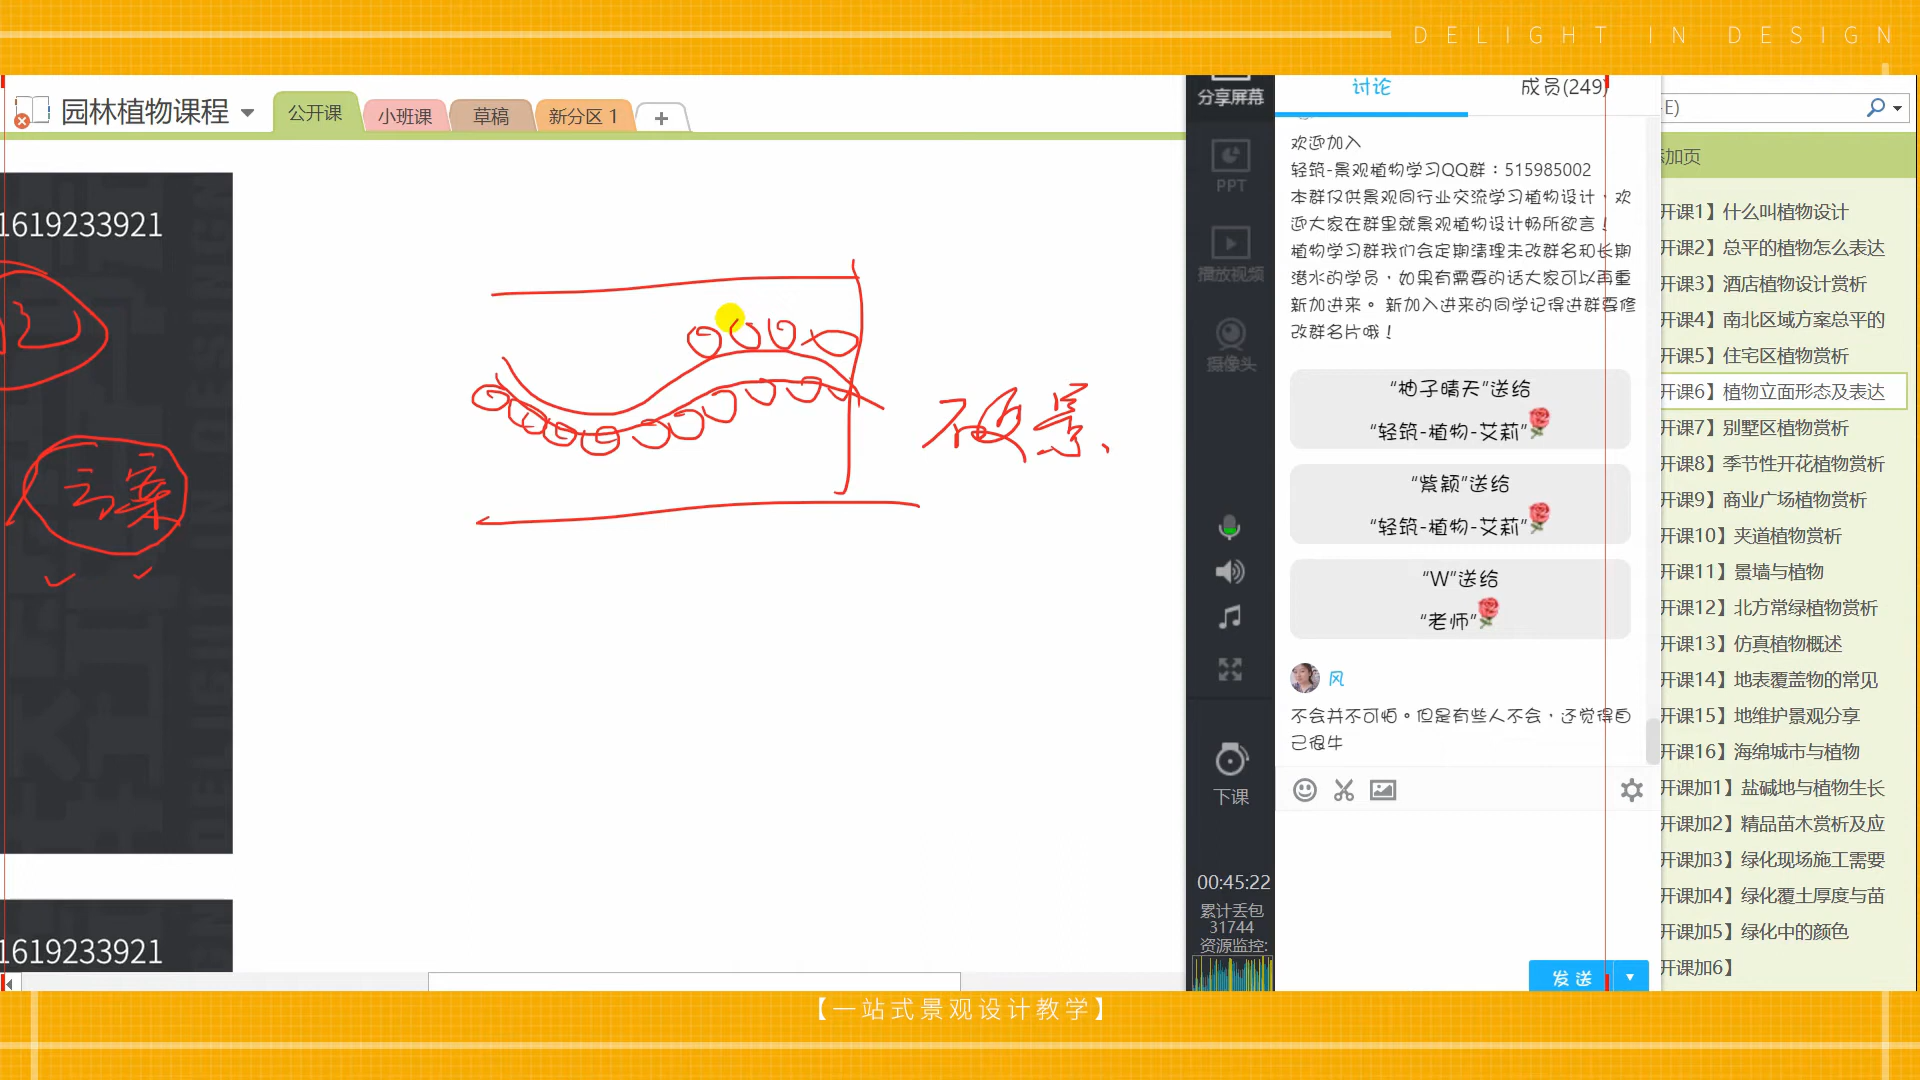 DELIGHT IN DESIGN
园林植物课程
公开课
小班课
草稿
新分区 1
1619233921
方案
硬景、
1619233921
分享屏幕
PPT
播放视频
摄像头
下课
00:45:22
累计丢包
31744
资源监控:
讨论
成员(249)
欢迎加入
轻筑-景观植物学习QQ群：515985002
本群仅供景观同行业交流学习植物设计，欢
迎大家在群里就景观植物设计畅所欲言！
植物学习群我们会定期清理未改群名和长期
潜水的学员，如果有需要的话大家可以再重
新加进来。 新加入进来的同学记得进群要修
改群名片哦！
“柚子晴天”送给
“轻筑-植物-艾莉”
“紫颖”送给
“轻筑-植物-艾莉”
“W”送给
“老师”
风
不会并不可怕。但是有些人不会，还觉得自
己很牛
发送
E)
加页
开课1】什么叫植物设计
开课2】总平的植物怎么表达
开课3】酒店植物设计赏析
开课4】南北区域方案总平的
开课5】住宅区植物赏析
开课6】植物立面形态及表达
开课7】别墅区植物赏析
开课8】季节性开花植物赏析
开课9】商业广场植物赏析
开课10】夹道植物赏析
开课11】景墙与植物
开课12】北方常绿植物赏析
开课13】仿真植物概述
开课14】地表覆盖物的常见
开课15】地维护景观分享
开课16】海绵城市与植物
开课加1】盐碱地与植物生长
开课加2】精品苗木赏析及应
开课加3】绿化现场施工需要
开课加4】绿化覆土厚度与苗
开课加5】绿化中的颜色
开课加6】
【一站式景观设计教学】